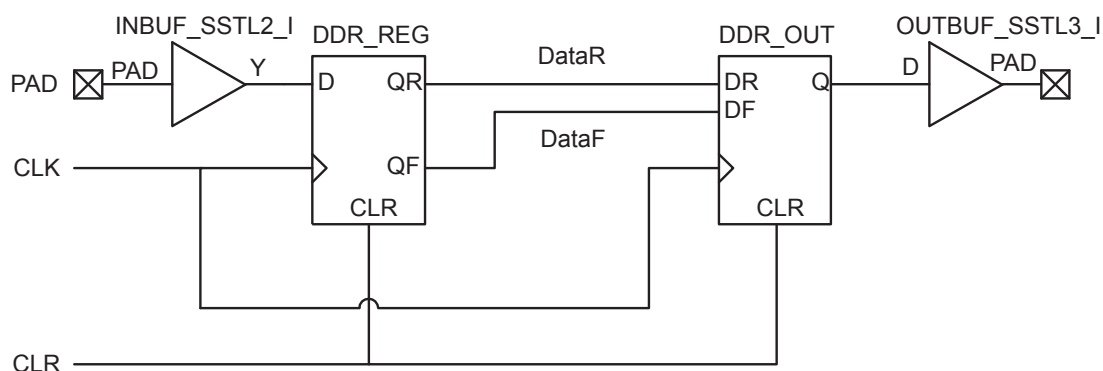 INBUF_SSTL2_I
DDR_REG
DDR_OUT
OUTBUF_SSTL3_I
PAD
PAD
Y
D
QR
DataR
DR
Q
D
PAD
DF
DataF
CLK
QF
CLR
CLR
CLR